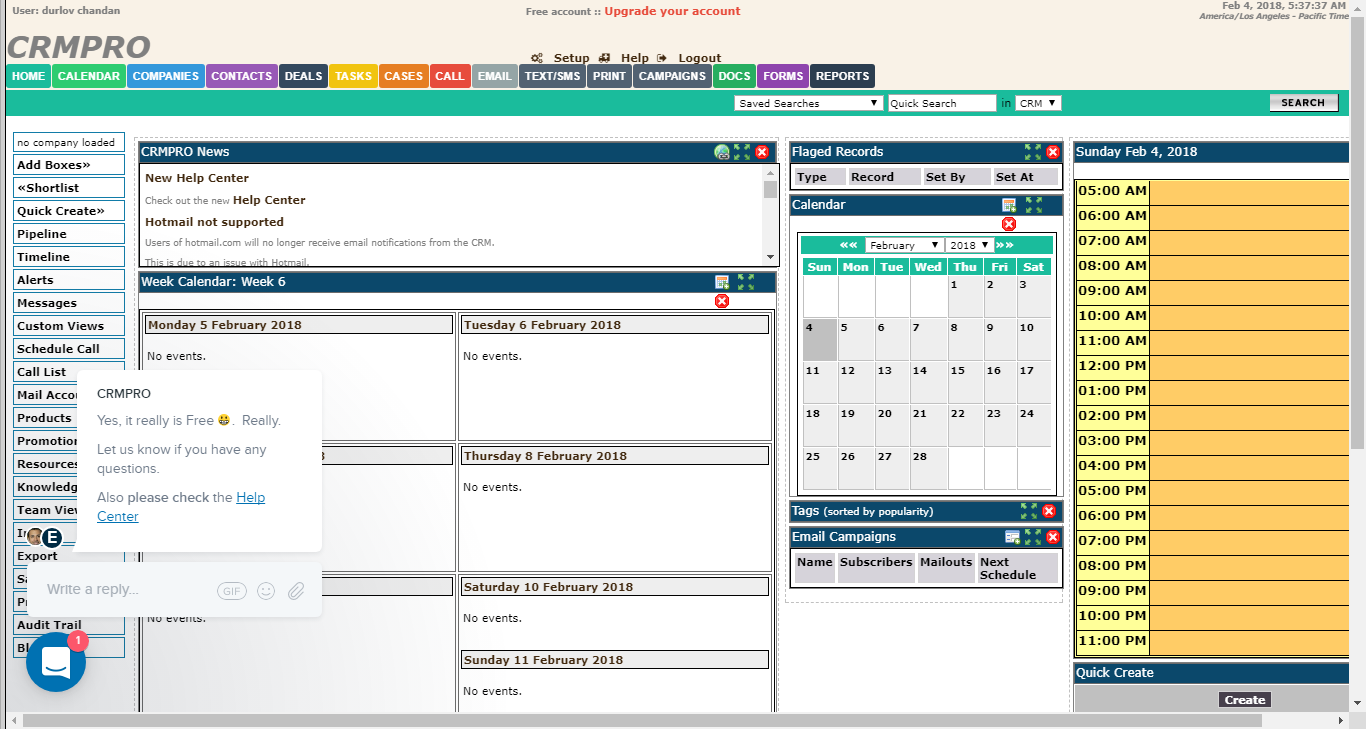 User: durlov chandan
Free account :: Upgrade your account
Feb 4, 2018, 5:37:37 AM
America/Los Angeles - Pacific Time
CRMPRO
Setup Help Logout
HOME CALENDAR COMPANIES CONTACTS DEALS TASKS CASES CALL EMAIL TEXT/SMS PRINT CAMPAIGNS DOCS FORMS REPORTS
Saved Searches Quick Search in CRM SEARCH
no company loaded
Add Boxes»
«Shortlist
Quick Create»
Pipeline
Timeline
Alerts
Messages
Custom Views
Schedule Call
Call List
Mail Accou
Products
Promotion
Resources
Knowledg
Team View
Export
Audit Trail
CRMPRO
Yes, it really is Free 😀. Really.
Let us know if you have any
questions.
Also please check the Help
Center
E
Write a reply...
GIF
1
CRMPRO News
New Help Center
Check out the new Help Center
Hotmail not supported
Users of hotmail.com will no longer receive email notifications from the CRM.
This is due to an issue with Hotmail.
Week Calendar: Week 6
Monday 5 February 2018
No events.
Tuesday 6 February 2018
No events.
8
Thursday 8 February 2018
No events.
No events.
Saturday 10 February 2018
No events.
Sunday 11 February 2018
No events.
Flaged Records
Type Record Set By Set At
Calendar
«« February 2018 »»
Sun Mon Tue Wed Thu Fri Sat
1 2 3
4 5 6 7 8 9 10
11 12 13 14 15 16 17
18 19 20 21 22 23 24
25 26 27 28
Tags (sorted by popularity)
Email Campaigns
Name Subscribers Mailouts Next
Schedule
Sunday Feb 4, 2018
05:00 AM
06:00 AM
07:00 AM
08:00 AM
09:00 AM
10:00 AM
11:00 AM
12:00 PM
01:00 PM
02:00 PM
03:00 PM
04:00 PM
05:00 PM
06:00 PM
07:00 PM
08:00 PM
09:00 PM
10:00 PM
11:00 PM
Quick Create
Create